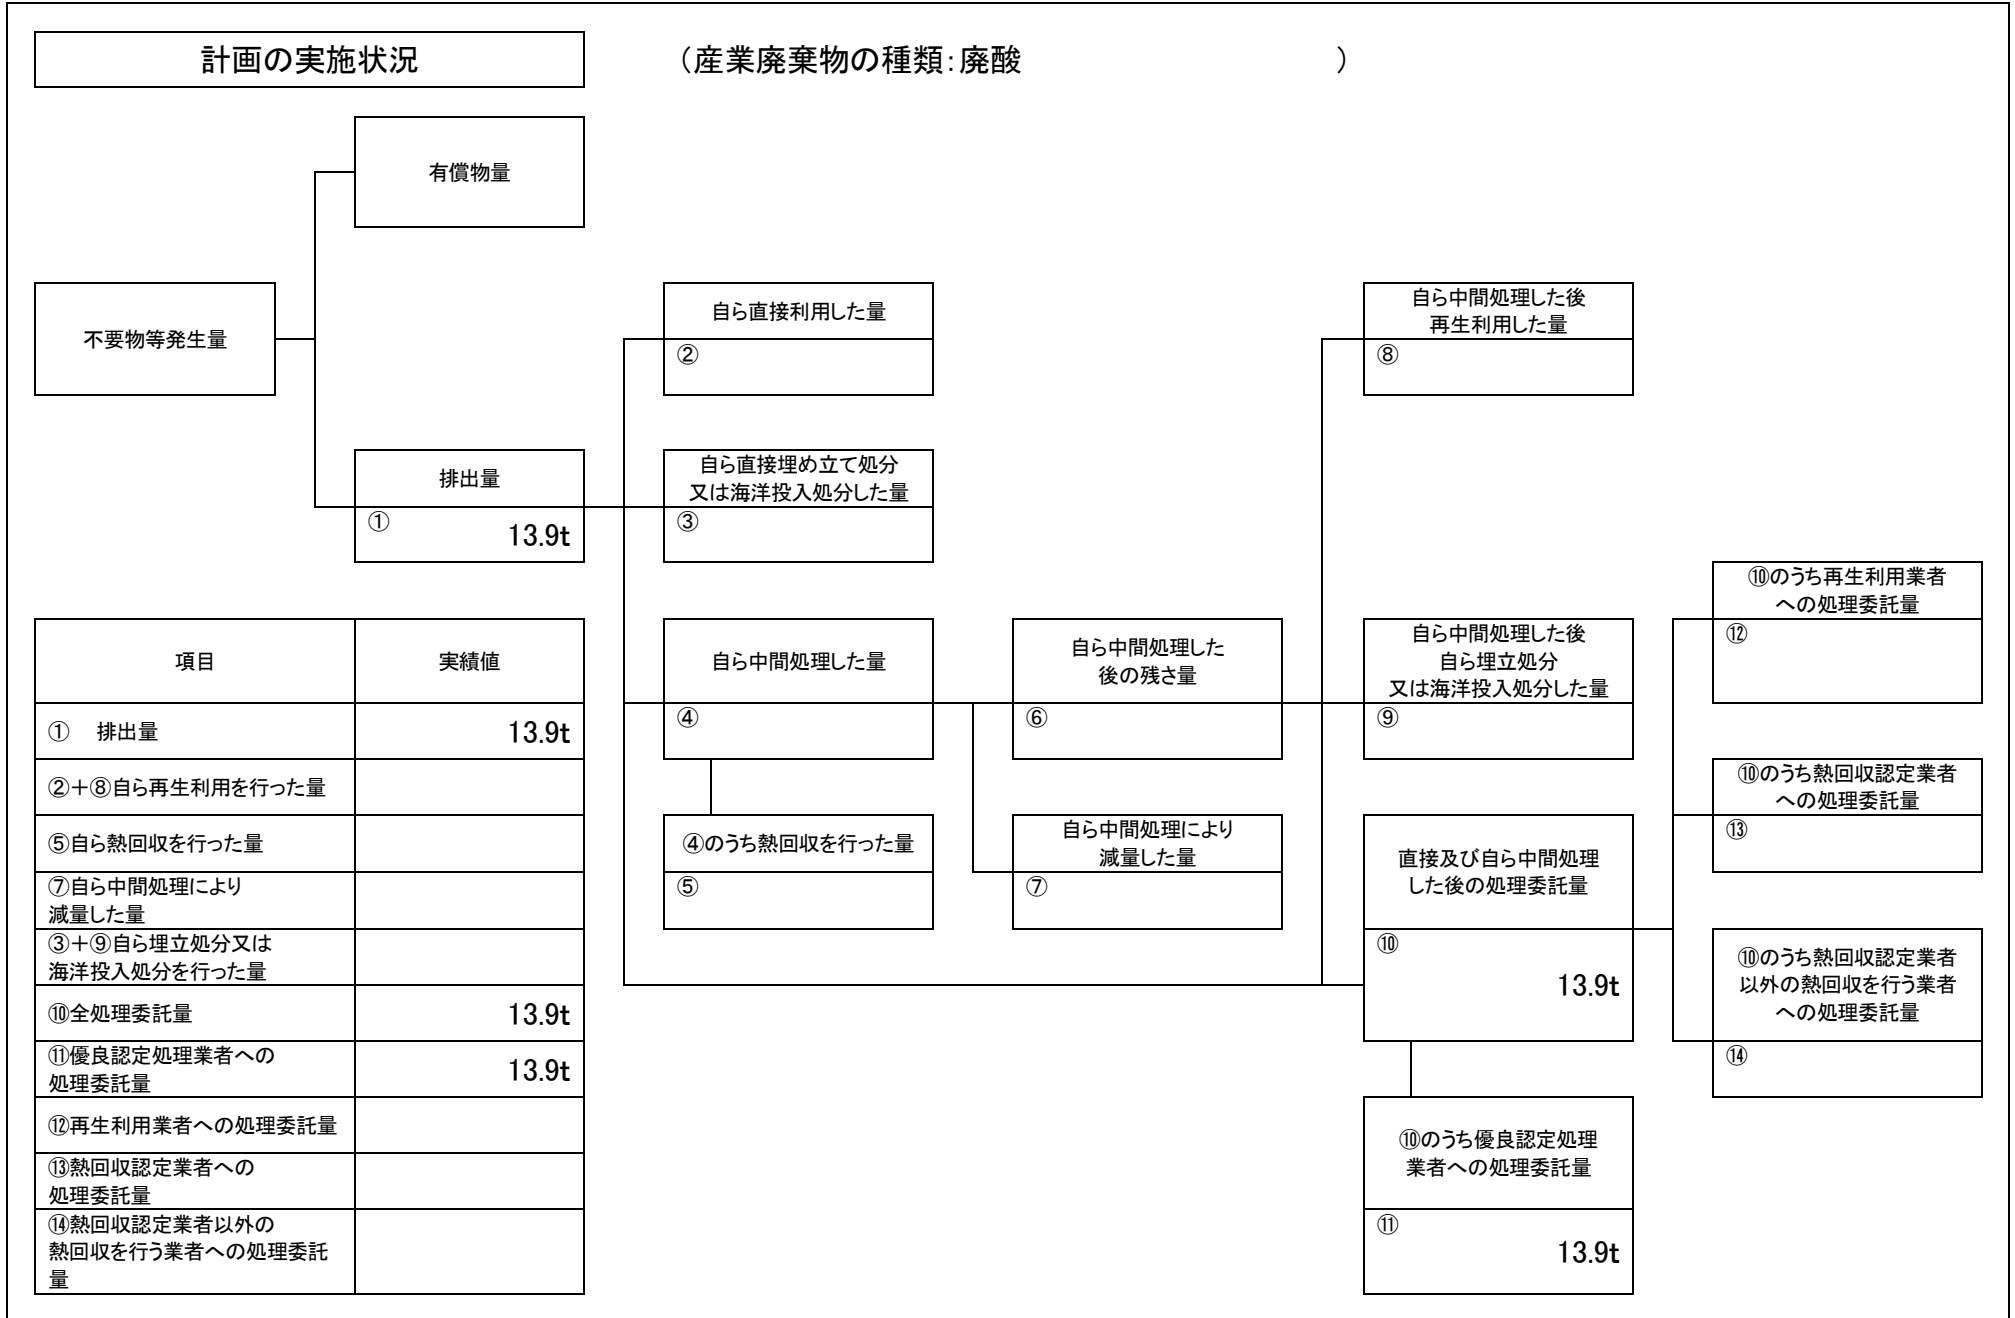 計画の実施状況
（産業廃棄物の種類：廃酸　　　　　　　　　　）
有償物量
不要物等発生量
自ら直接利用した量
②
自ら中間処理した後
再生利用した量
⑧
排出量
①
13.9t
自ら直接埋め立て処分
又は海洋投入処分した量
③
⑩のうち再生利用業者
への処理委託量
⑫
項目
実績値
① 排出量
13.9t
②＋⑧自ら再生利用を行った量
⑤自ら熱回収を行った量
⑦自ら中間処理により
減量した量
③＋⑨自ら埋立処分又は
海洋投入処分を行った量
⑩全処理委託量
13.9t
⑪優良認定処理業者への
処理委託量
13.9t
⑫再生利用業者への処理委託量
⑬熱回収認定業者への
処理委託量
⑭熱回収認定業者以外の
熱回収を行う業者への処理委託
量
自ら中間処理した量
④
自ら中間処理した
後の残さ量
⑥
自ら中間処理した後
自ら埋立処分
又は海洋投入処分した量
⑨
⑩のうち熱回収認定業者
への処理委託量
⑬
④のうち熱回収を行った量
⑤
自ら中間処理により
減量した量
⑦
直接及び自ら中間処理
した後の処理委託量
⑩
13.9t
⑩のうち熱回収認定業者
以外の熱回収を行う業者
への処理委託量
⑭
⑩のうち優良認定処理
業者への処理委託量
⑪
13.9t